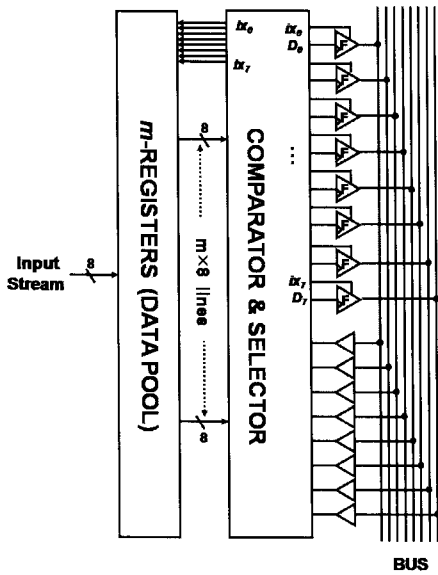 ix0
D0
ix7
ix0
8
m-REGISTERS (DATA POOL)
COMPARATOR & SELECTOR
...
m×8 lines
Input
Stream
8
ix7
D7
8
BUS